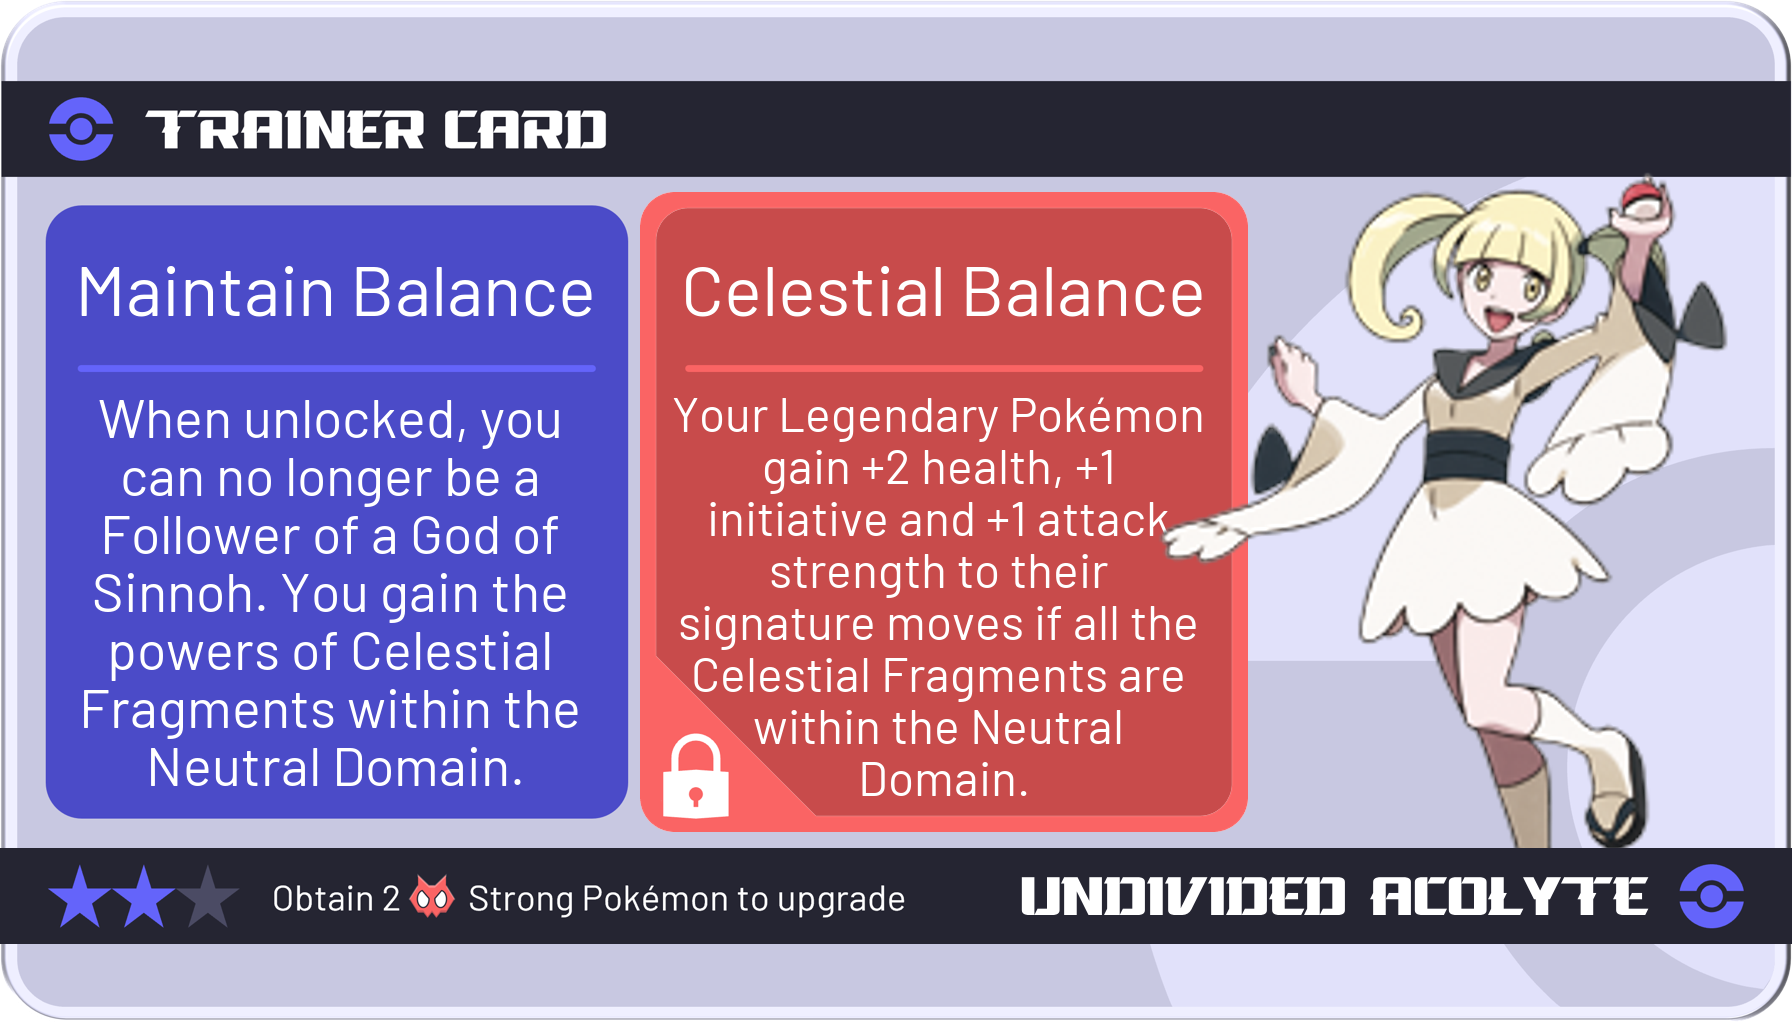 TRAINER CARD
Maintain Balance
When unlocked, you
can no longer be a
Follower of a God of
Sinnoh. You gain the
powers of Celestial
Fragments within the
Neutral Domain.
Celestial Balance
Your Legendary Pokémon
gain +2 health, +1
initiative and +1 attack
strength to their
signature moves if all the
Celestial Fragments are
within the Neutral
Domain.
Obtain 2 Strong Pokémon to upgrade
UNDIVIDED ACOLYTE